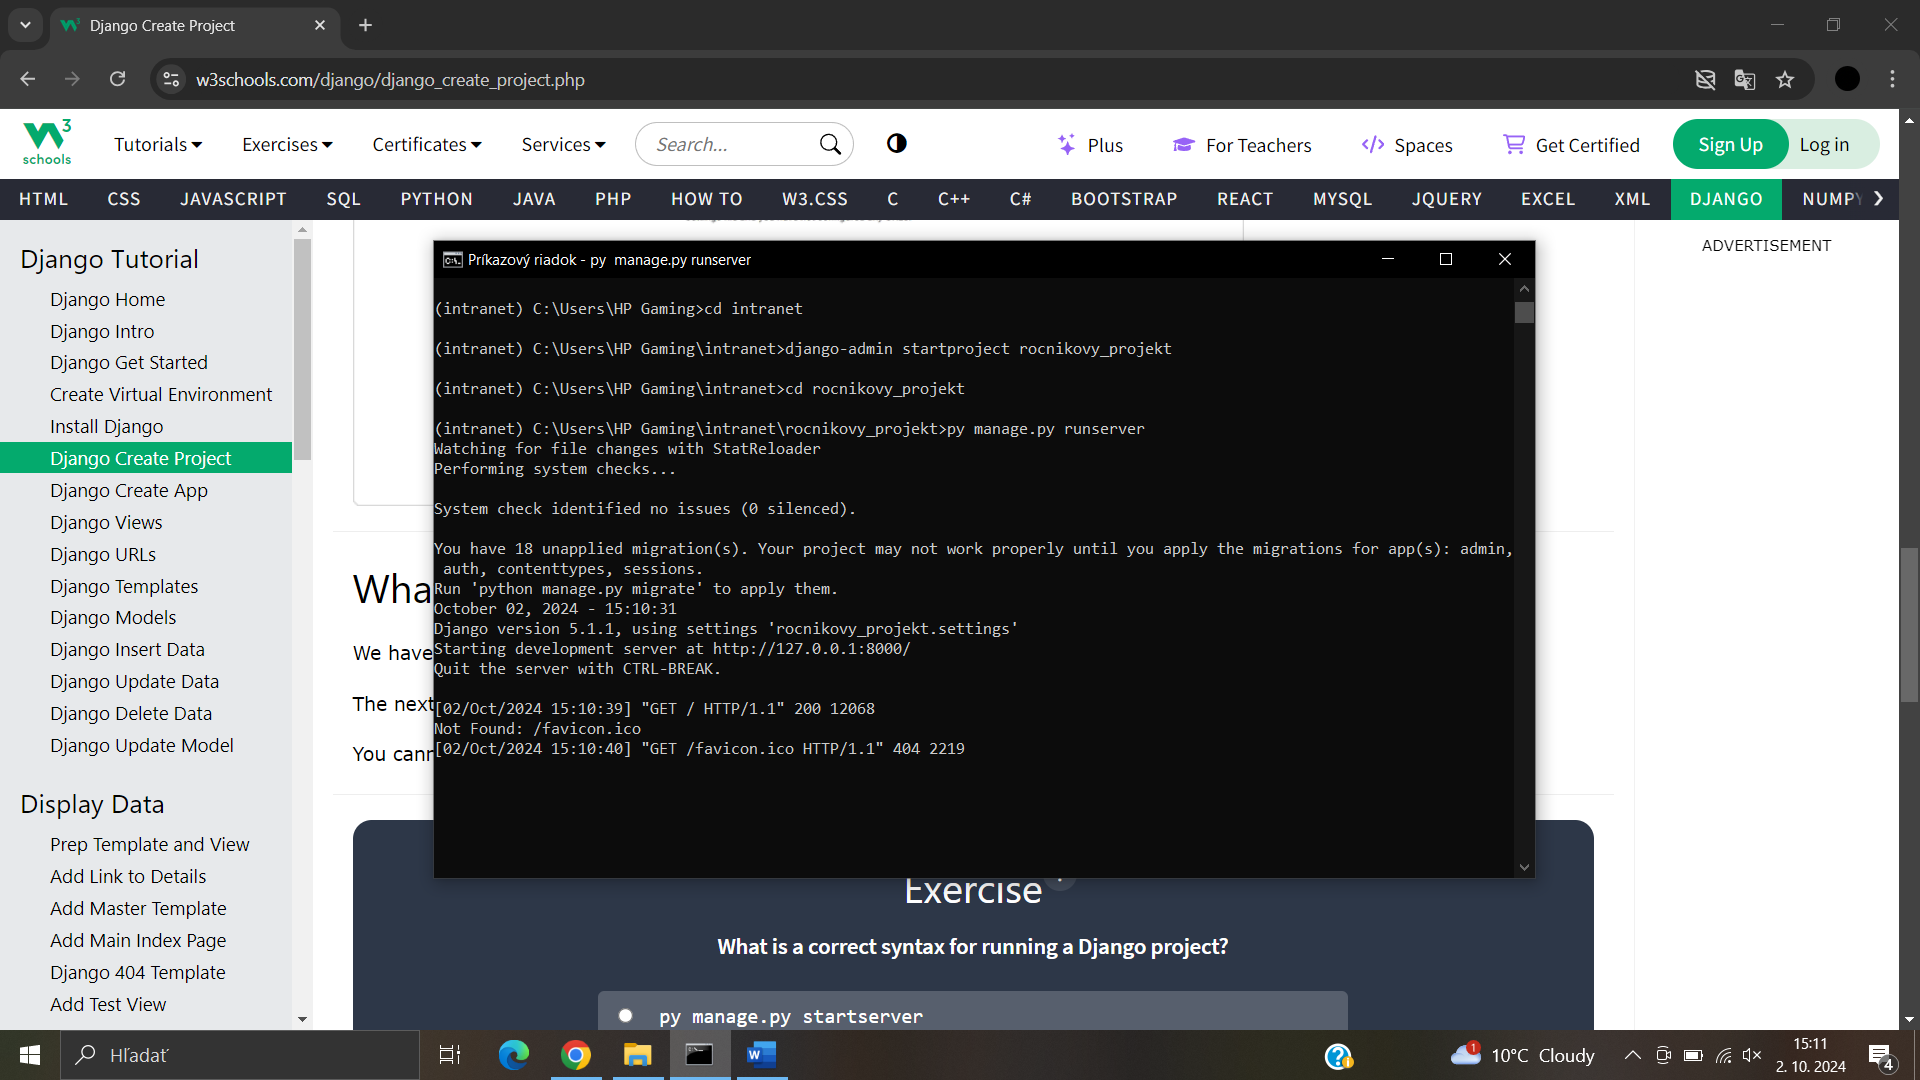 Django Create Project
w3schools.com/django/django_create_project.php
3
schools
Tutorials
Exercises
Certificates
Services
Search...
Plus
For Teachers
Spaces
Get Certified
Sign Up
Log in
HTML CSS JAVASCRIPT SQL PYTHON JAVA PHP HOW TO W3.CSS C C++ C# BOOTSTRAP REACT MYSQL JQUERY EXCEL XML DJANGO NUMPY
Django Tutorial
Django Home
Django Intro
Django Get Started
Create Virtual Environment
Install Django
Django Create Project
Django Create App
Django Views
Django URLs
Django Templates
Django Models
Django Insert Data
Django Update Data
Django Delete Data
Django Update Model
Display Data
Prep Template and View
Add Link to Details
Add Master Template
Add Main Index Page
Django 404 Template
Add Test View
ADVERTISEMENT
Wha
We have
The next
You cann
Príkazový riadok - py manage.py runserver
(intranet) C:\Users\HP Gaming>cd intranet
(intranet) C:\Users\HP Gaming\intranet>django-admin startproject rocnikovy_projekt
(intranet) C:\Users\HP Gaming\intranet>cd rocnikovy_projekt
(intranet) C:\Users\HP Gaming\intranet\rocnikovy_projekt>py manage.py runserver
Watching for file changes with StatReloader
Performing system checks...
System check identified no issues (0 silenced).
You have 18 unapplied migration(s). Your project may not work properly until you apply the migrations for app(s): admin,
auth, contenttypes, sessions.
Run 'python manage.py migrate' to apply them.
October 02, 2024 - 15:10:31
Django version 5.1.1, using settings 'rocnikovy_projekt.settings'
Starting development server at http://127.0.0.1:8000/
Quit the server with CTRL-BREAK.
[02/Oct/2024 15:10:39] "GET / HTTP/1.1" 200 12068
Not Found: /favicon.ico
[02/Oct/2024 15:10:40] "GET /favicon.ico HTTP/1.1" 404 2219
Exercise
What is a correct syntax for running a Django project?
py manage.py startserver
Hľadať
1
10°C Cloudy
15:11
2. 10. 2024
4